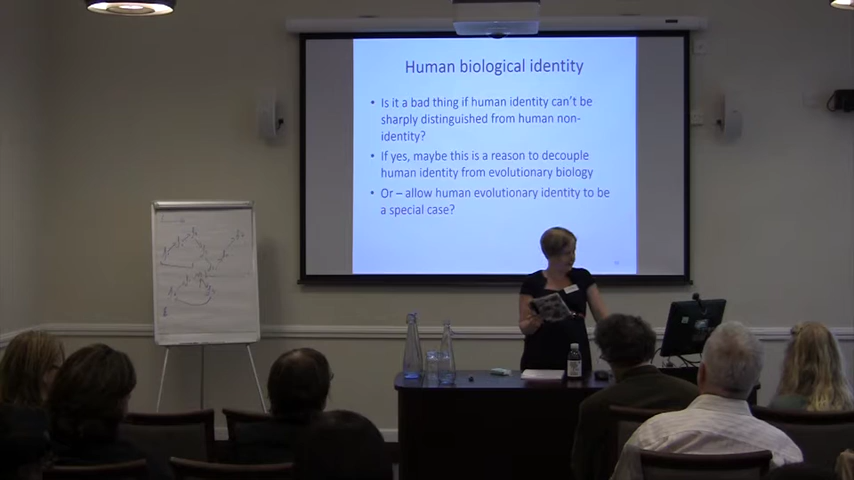 Human biological identity
• Is it a bad thing if human identity can't be
sharply distinguished from human non-
identity?
• If yes, maybe this is a reason to decouple
human identity from evolutionary biology
• Or – allow human evolutionary identity to be
a special case?